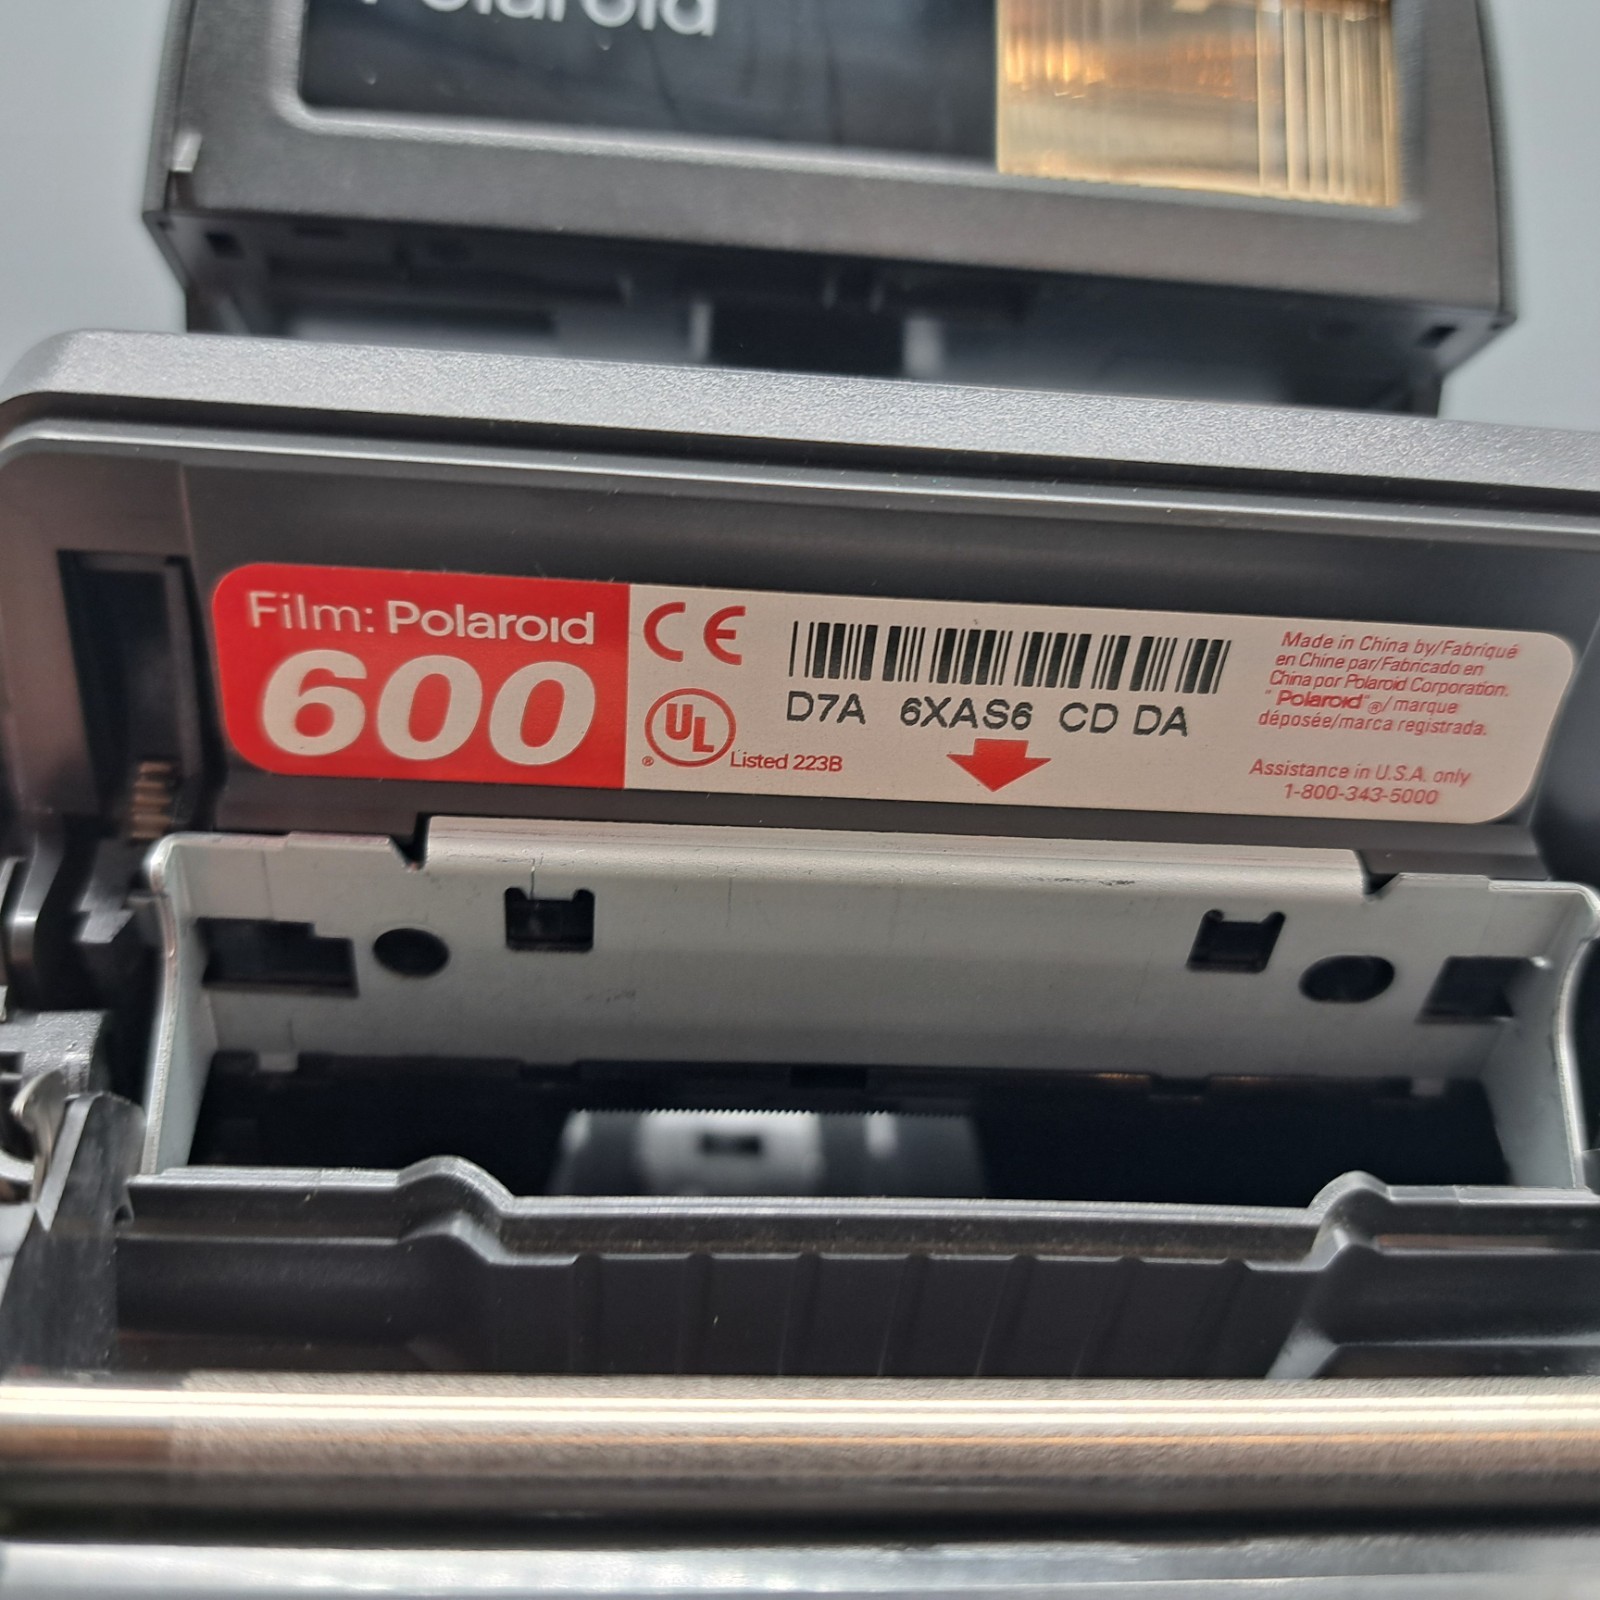 Polaroid
Film: Polaroid
600
CE
UL
®
Listed 223B
D7A 6XAS6 CD DA
Made in China by/Fabriqué
en Chine par/Fabricado en
China por Polaroid Corporation.
"Polaroid"®/marque
déposée/marca registrada.
Assistance in U.S.A. only
1-800-343-5000